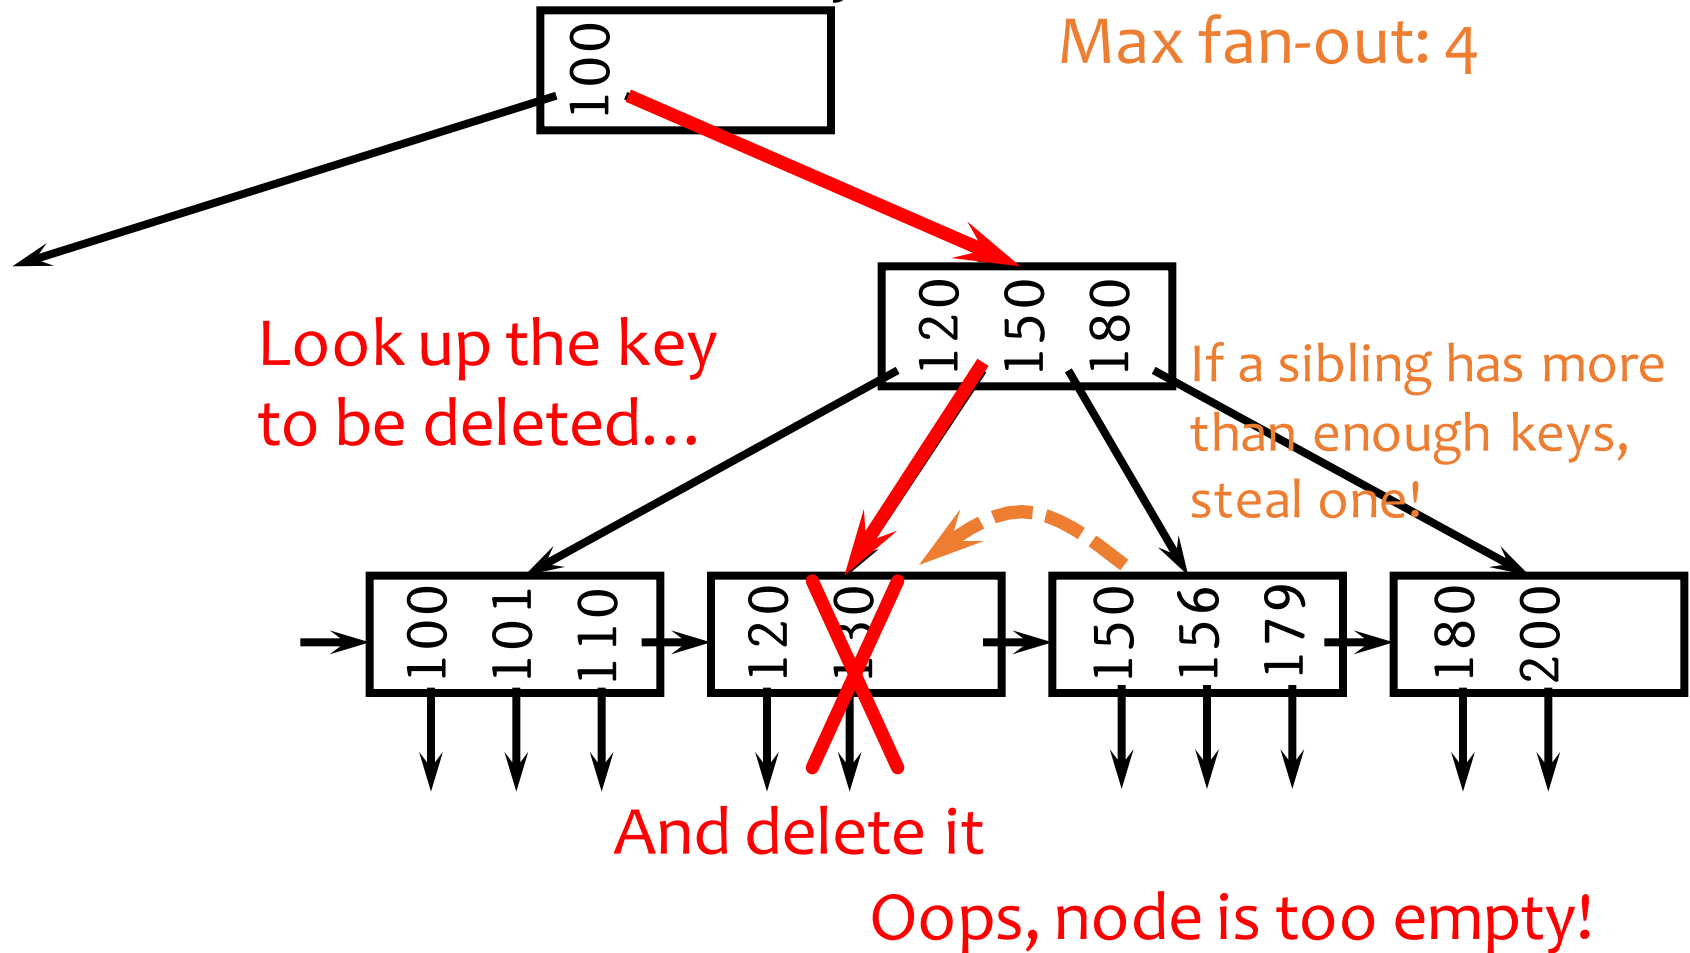 Max fan-out: 4
100
120 150 180
Look up the key
to be deleted...
If a sibling has more
than enough keys,
steal one!
100 101 110
120 130
150 156 179
180 200
And delete it
Oops, node is too empty!